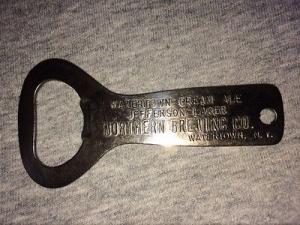 WATERTOWN CREAM ALE
JEFFERSON LAGER
NORTHERN BREWING CO.
WATERTOWN, N.Y.